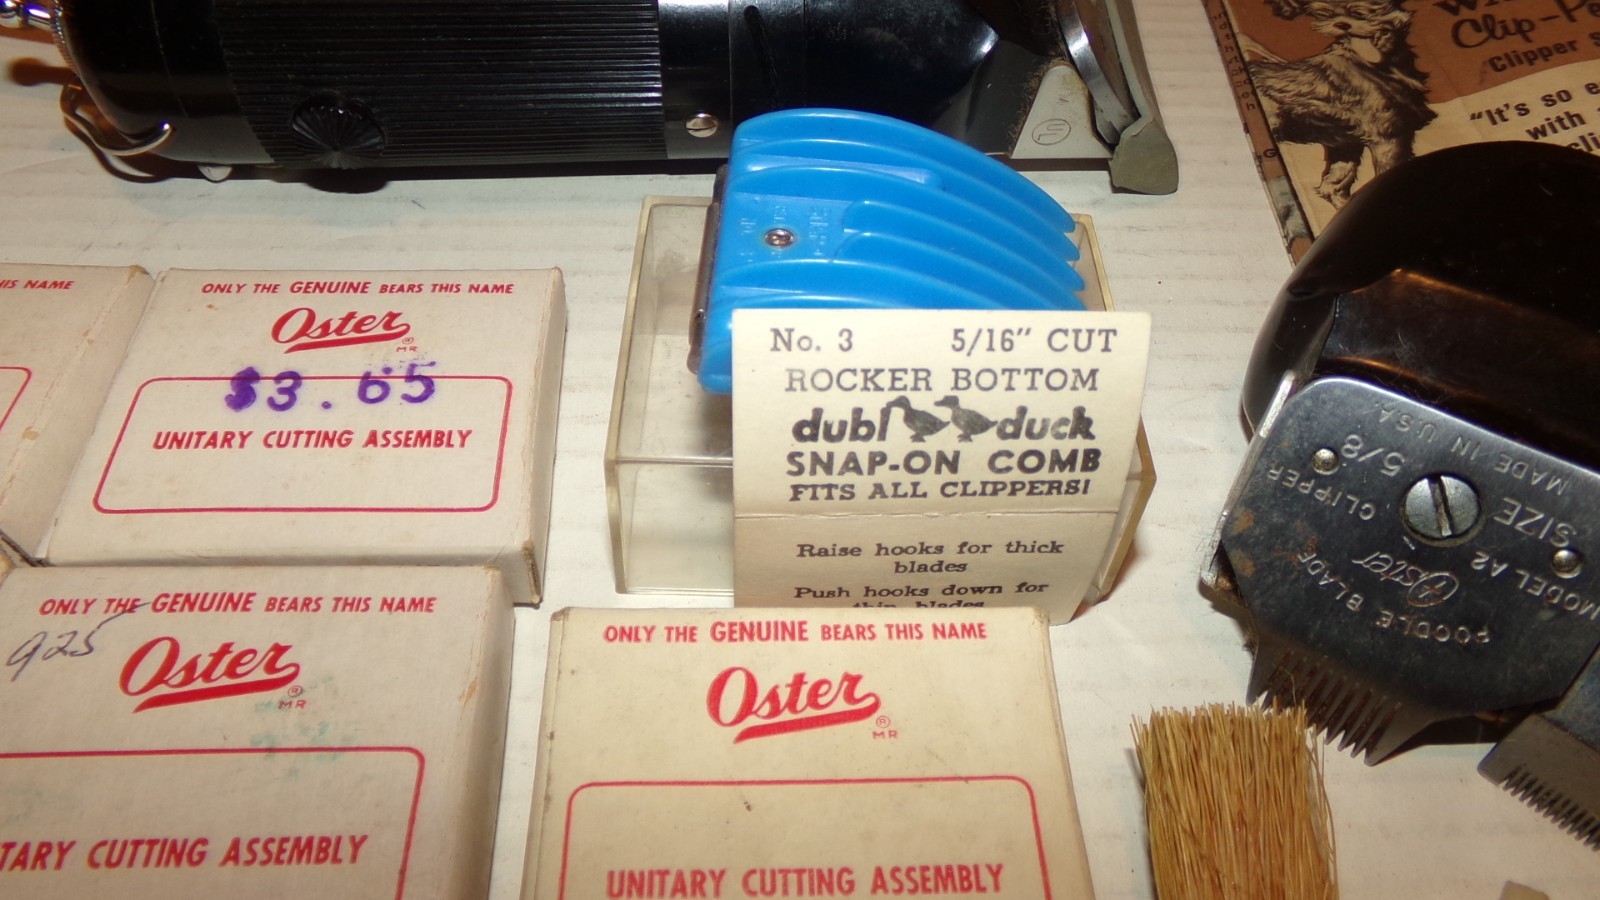 Clip-
Clipper
"It's so
with
IS NAME
ONLY THE GENUINE BEARS THIS NAME
Oster
®
MR
$3.65
UNITARY CUTTING ASSEMBLY
No. 3 5/16" CUT
ROCKER BOTTOM
dubl duck
SNAP-ON COMB
FITS ALL CLIPPERS!
Raise hooks for thick
blades
Push hooks down for
thin blades
MADE IN USA
CLIPPER 5/8 SIZE
MODEL A2
Oster
POODLE BLADE
ONLY THE GENUINE BEARS THIS NAME
925
Oster
®
MR
TARY CUTTING ASSEMBLY
ONLY THE GENUINE BEARS THIS NAME
Oster
®
MR
UNITARY CUTTING ASSEMBLY